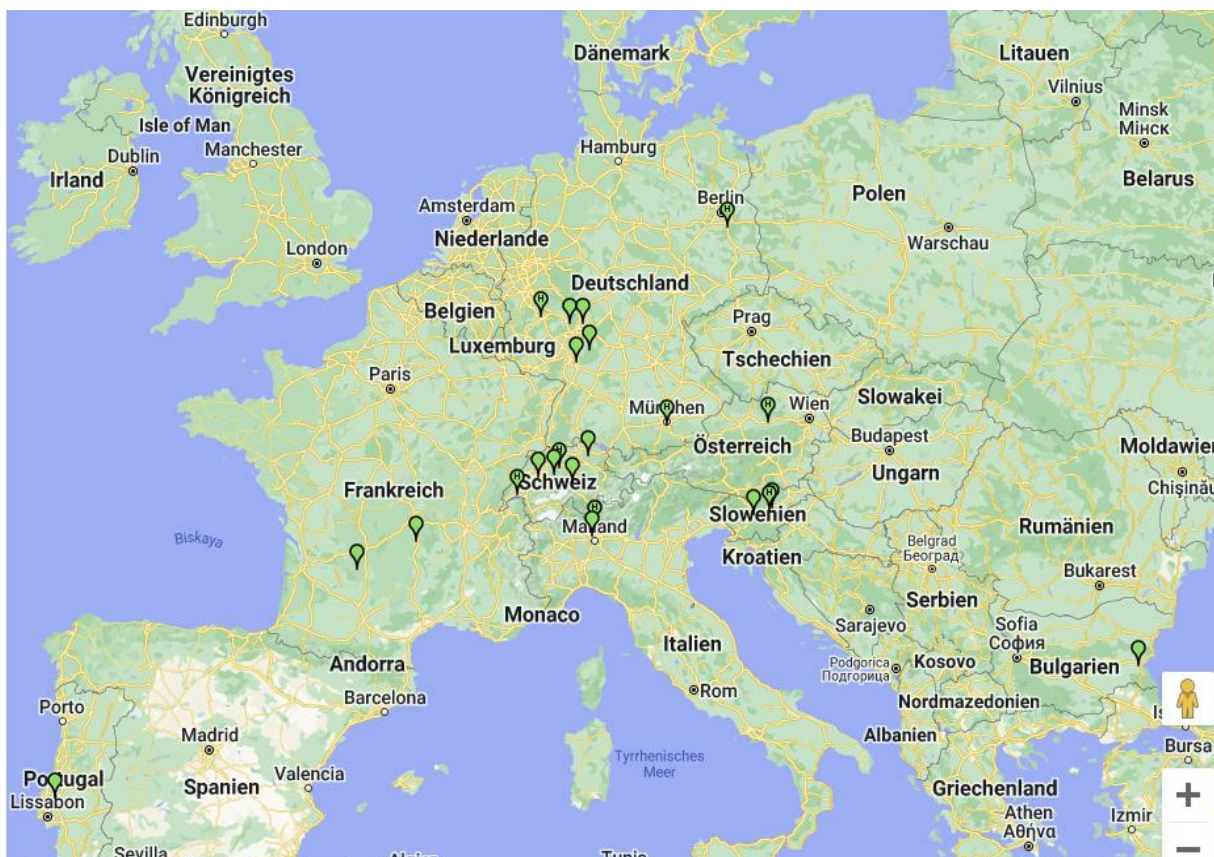 Edinburgh
Dänemark
Litauen
Vereinigtes
Königreich
Vilnius
Minsk
Мінск
Isle of Man
Hamburg
Dublin
Manchester
Irland
Belarus
Berlin
Polen
Amsterdam
Niederlande
Warschau
London
Deutschland
H
H
Belgien
Prag
Luxemburg
Tschechien
Paris
Slowakei
München
H
Wien
Österreich
Budapest
Moldawien
Ungarn
Chișinău
H
Schweiz
H
Frankreich
Slowenien
H
H
Mailand
Rumänien
Biskaya
Kroatien
Belgrad
Београд
Bukarest
Serbien
Monaco
Sarajevo
Sofia
София
Italien
Andorra
Podgorica
Подгорица
Kosovo
Bulgarien
Barcelona
Rom
Nordmazedonien
Porto
Madrid
Albanien
Bursa
Tyrrhenisches
Meer
Portugal
Spanien
Valencia
Griechenland
Lissabon
Athen
Αθήνα
Izmir
Sevilla